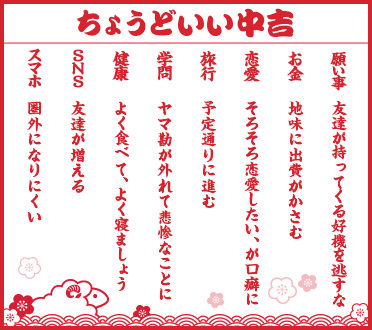 ちょうどいい中吉
願い事　友達が持ってくる好機を逃すな
お金　地味に出費がかさむ
恋愛　そろそろ恋愛したい、が口癖に
旅行　予定通りに進む
学問　ヤマ勘が外れて悲惨なことに
健康　よく食べて、よく寝ましょう
SNS　友達が増える
スマホ　圏外になりにくい